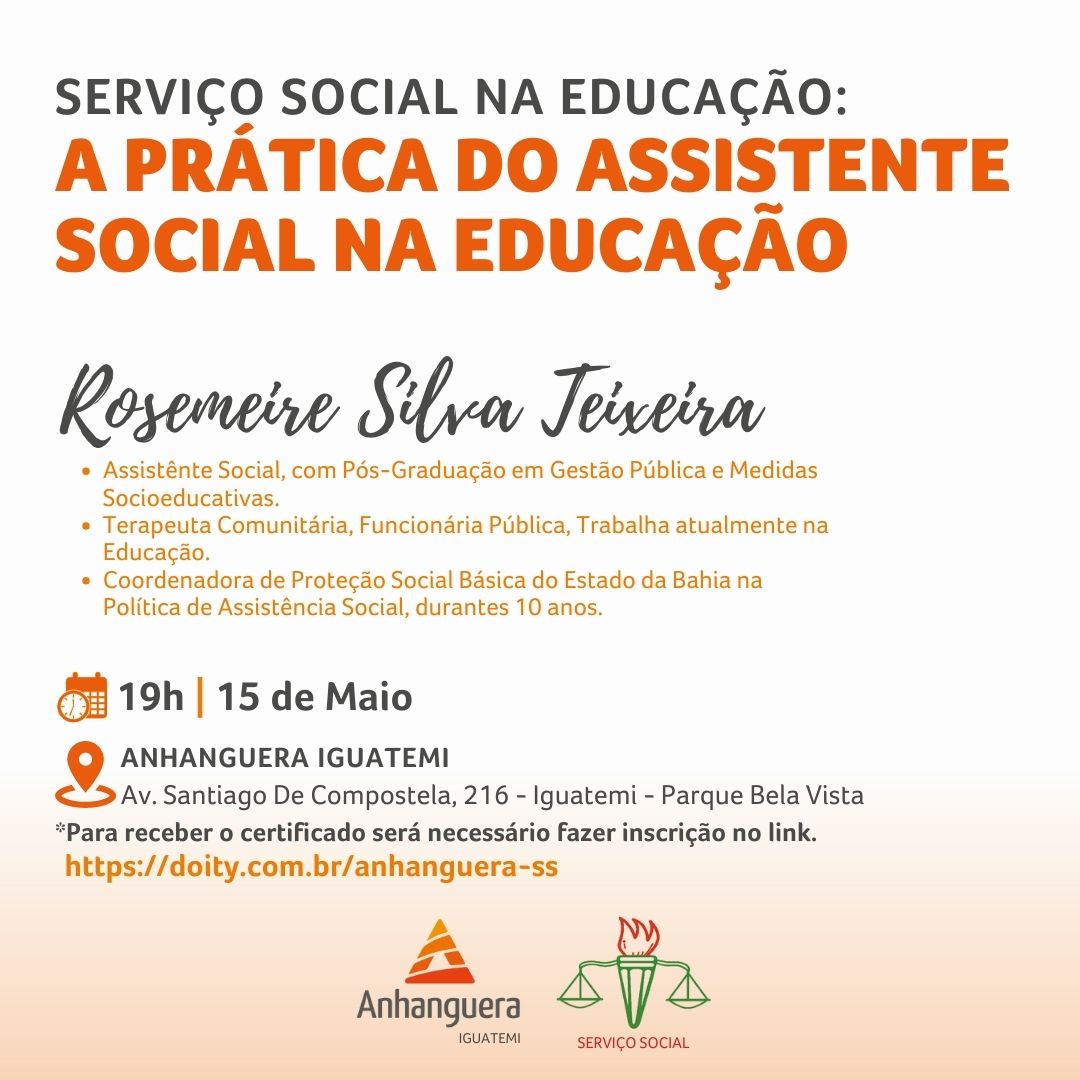 SERVIÇO SOCIAL NA EDUCAÇÃO:
A PRÁTICA DO ASSISTENTE
SOCIAL NA EDUCAÇÃO
Rosemeire Silva Teixeira
• Assistênte Social, com Pós-Graduação em Gestão Pública e Medidas
Socioeducativas.
• Terapeuta Comunitária, Funcionária Pública, Trabalha atualmente na
Educação.
• Coordenadora de Proteção Social Básica do Estado da Bahia na
Política de Assistência Social, durantes 10 anos.
19h | 15 de Maio
ANHANGUERA IGUATEMI
Av. Santiago De Compostela, 216 - Iguatemi - Parque Bela Vista
*Para receber o certificado será necessário fazer inscrição no link.
https://doity.com.br/anhanguera-ss
Anhanguera
IGUATEMI
SERVIÇO SOCIAL